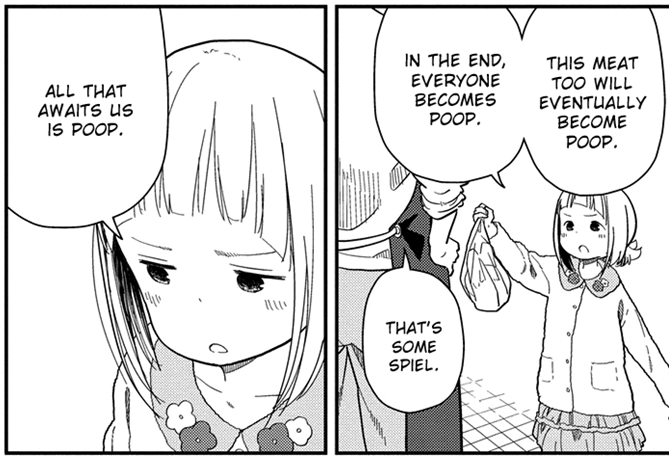 THIS MEAT
TOO WILL
EVENTUALLY
BECOME
POOP.
IN THE END,
EVERYONE
BECOMES
POOP.
THAT'S
SOME
SPIEL.
ALL THAT
AWAITS US
IS POOP.